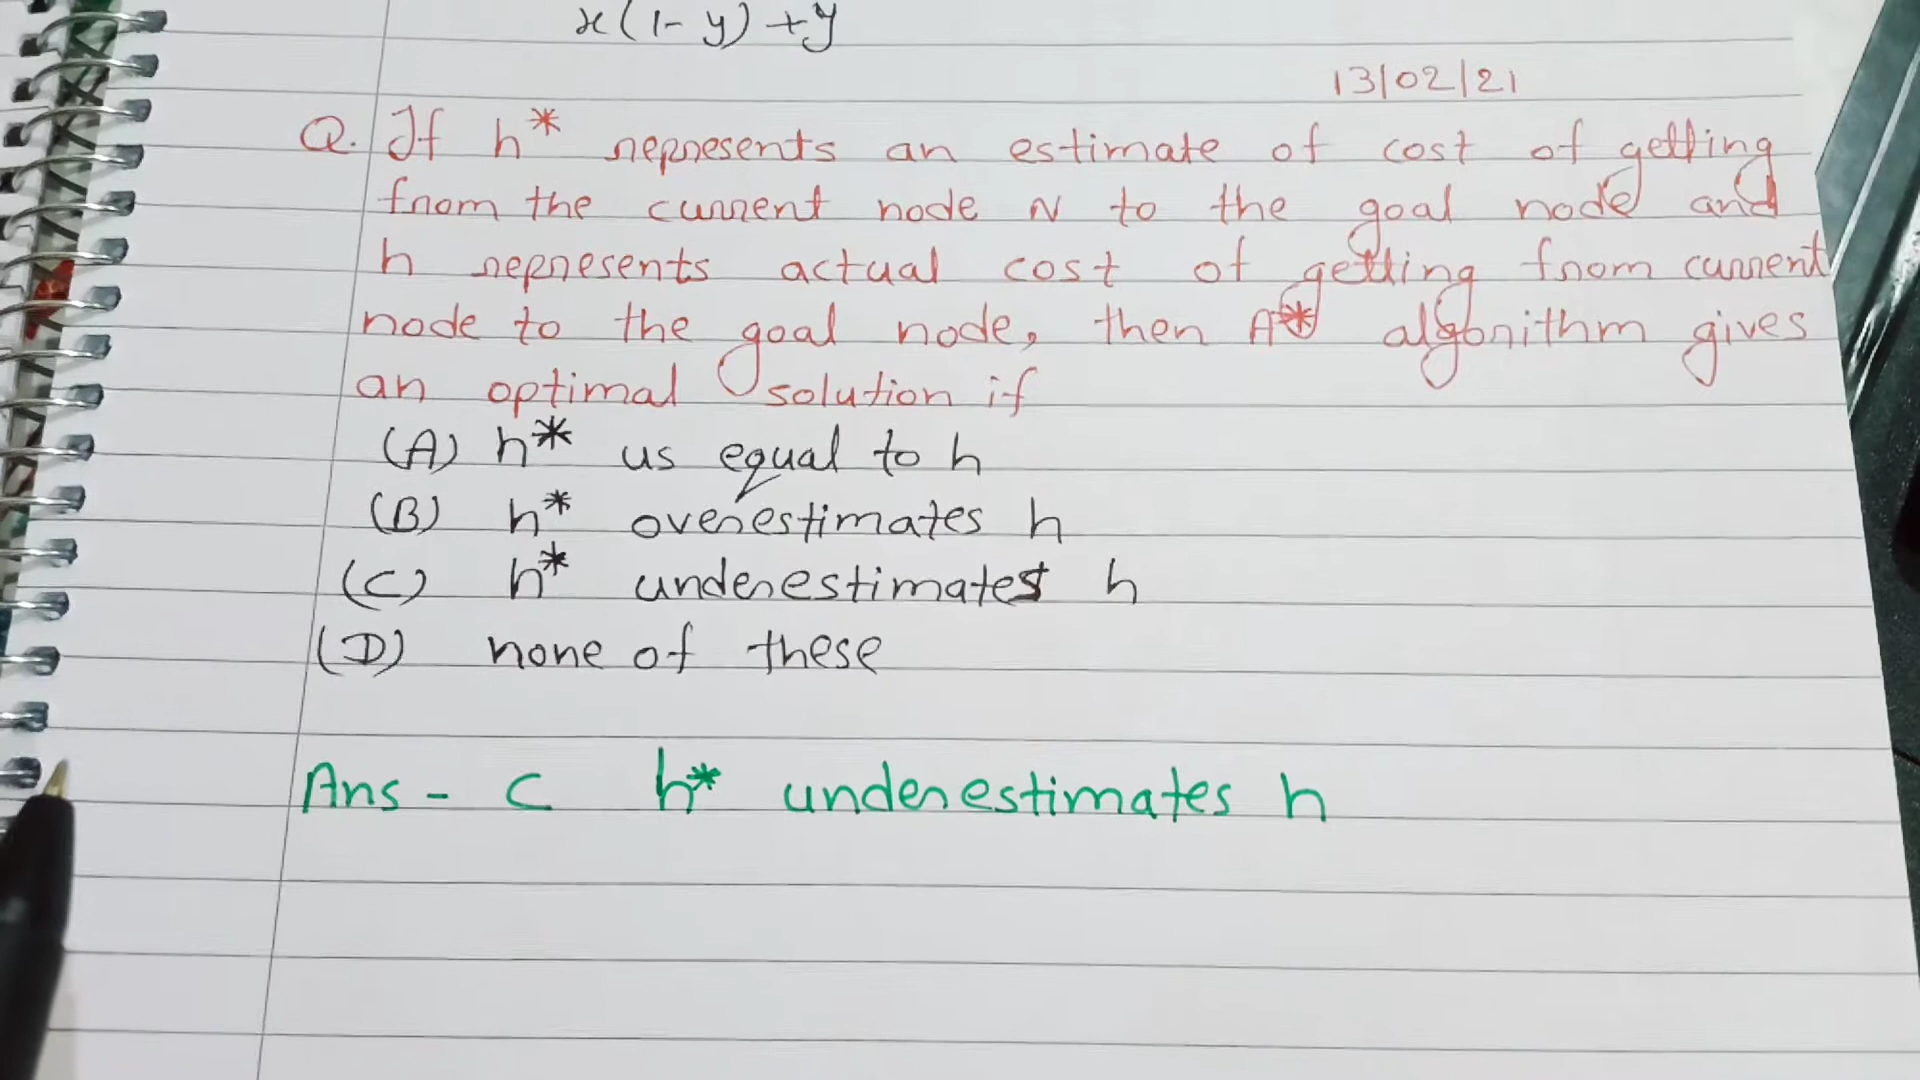 x(1-y)+y
13/02/21
Q. If h* represents an estimate of cost of getting
from the current node N to the goal node and
h represents actual cost of getting from current
node to the goal node, then A* algorithm gives
an optimal solution if
(A) h* us equal to h
(B) h* overestimates h
(C) h* underestimates h
(D) none of these
Ans - C h* underestimates h